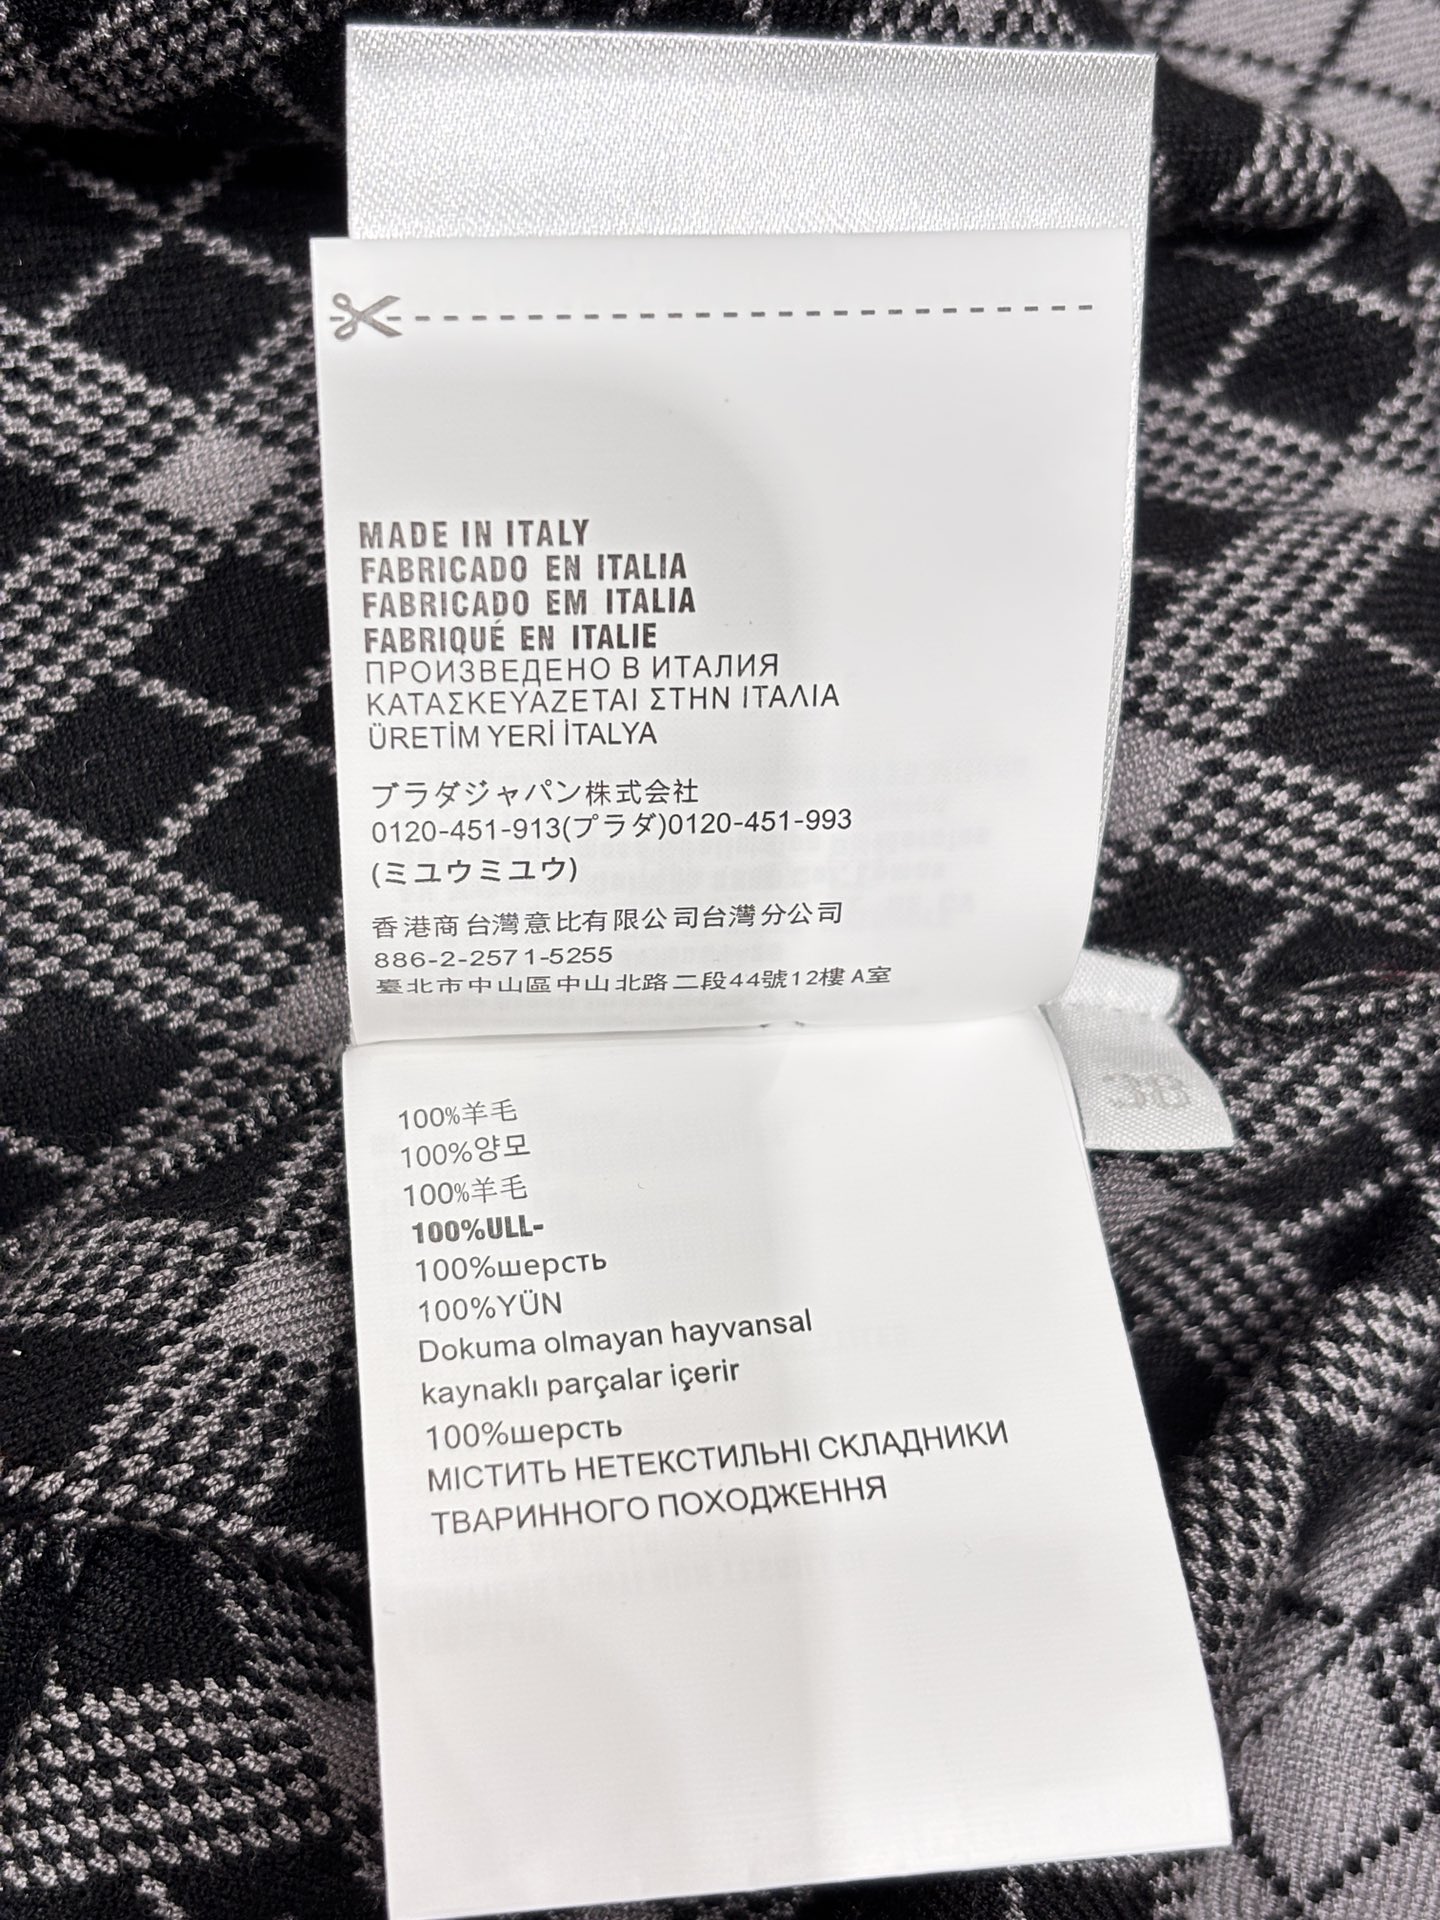 MADE IN ITALY
FABRICADO EN ITALIA
FABRICADO EM ITALIA
FABRIQUÉ EN ITALIE
ПРОИЗВЕДЕНО В ИТАЛИЯ
ΚΑΤΑΣΚΕΥΑΖΕΤΑΙ ΣΤΗΝ ΙΤΑΛΙΑ
ÜRETİM YERİ İTALYA
プラダジャパン株式会社
0120-451-913(プラダ)0120-451-993
(ミユウミユウ)
香港商台灣意比有限公司台灣分公司
886-2-2571-5255
臺北市中山區中山北路二段44號12樓A室
100%羊毛
100%양모
100%羊毛
100%ULL-
100%шерсть
100%YÜN
Dokuma olmayan hayvansal
kaynaklı parçalar içerir
100%шерсть
МІСТИТЬ НЕТЕКСТИЛЬНІ СКЛАДНИКИ
ТВАРИННОГО ПОХОДЖЕННЯ
38